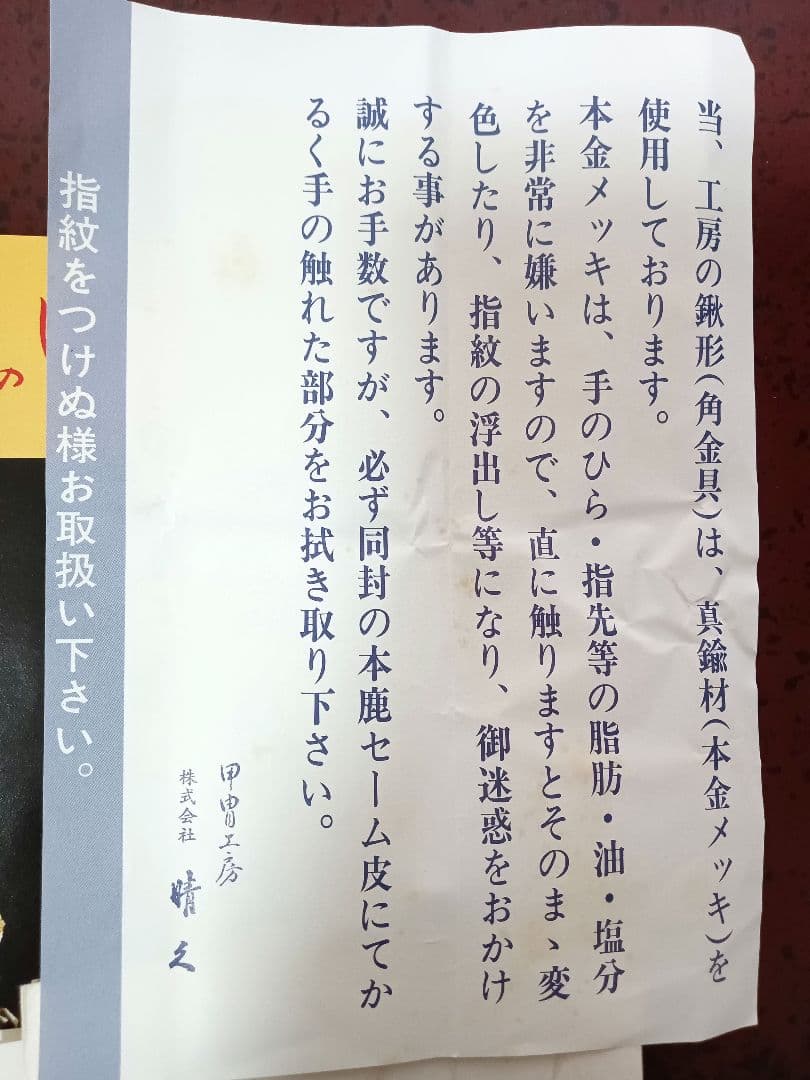 当、工房の鍬形(角金具)は、真鍮材(本金メッキ)を
使用しております。
本金メッキは、手のひら・指先等の脂肪・油・塩分
を非常に嫌いますので、直に触りますとそのまゝ変
色したり、指紋の浮出し等になり、御迷惑をおかけ
する事があります。
誠にお手数ですが、必ず同封の本鹿セーム皮にてか
るく手の触れた部分をお拭き取り下さい。
甲冑工房
株式会社 晴久
指紋をつけぬ様お取扱い下さい。
の